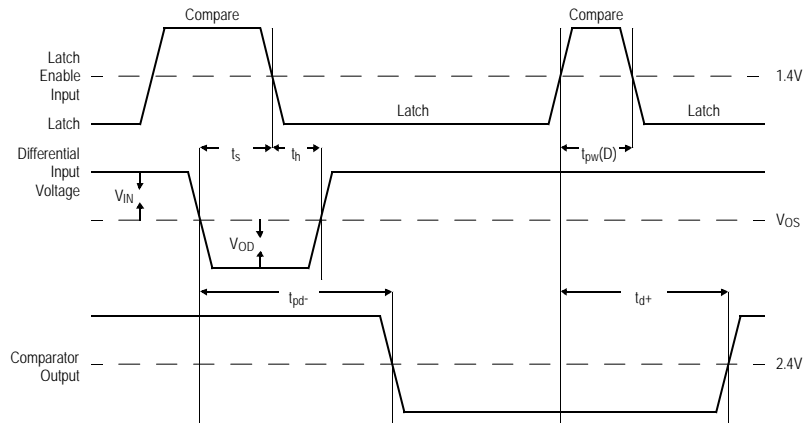 Compare
Compare
Latch
Enable
Input
1.4V
Latch
Latch
Latch
Differential
Input
Voltage
ts
th
tpw(D)
VIN
VOS
VOD
tpd-
td+
Comparator
Output
2.4V